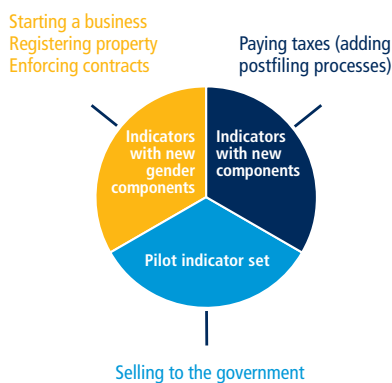 Starting a business
Registering property
Enforcing contracts
Paying taxes (adding
postfiling processes)
Indicators
with new
gender
components
Indicators
with new
components
Pilot indicator set
Selling to the government